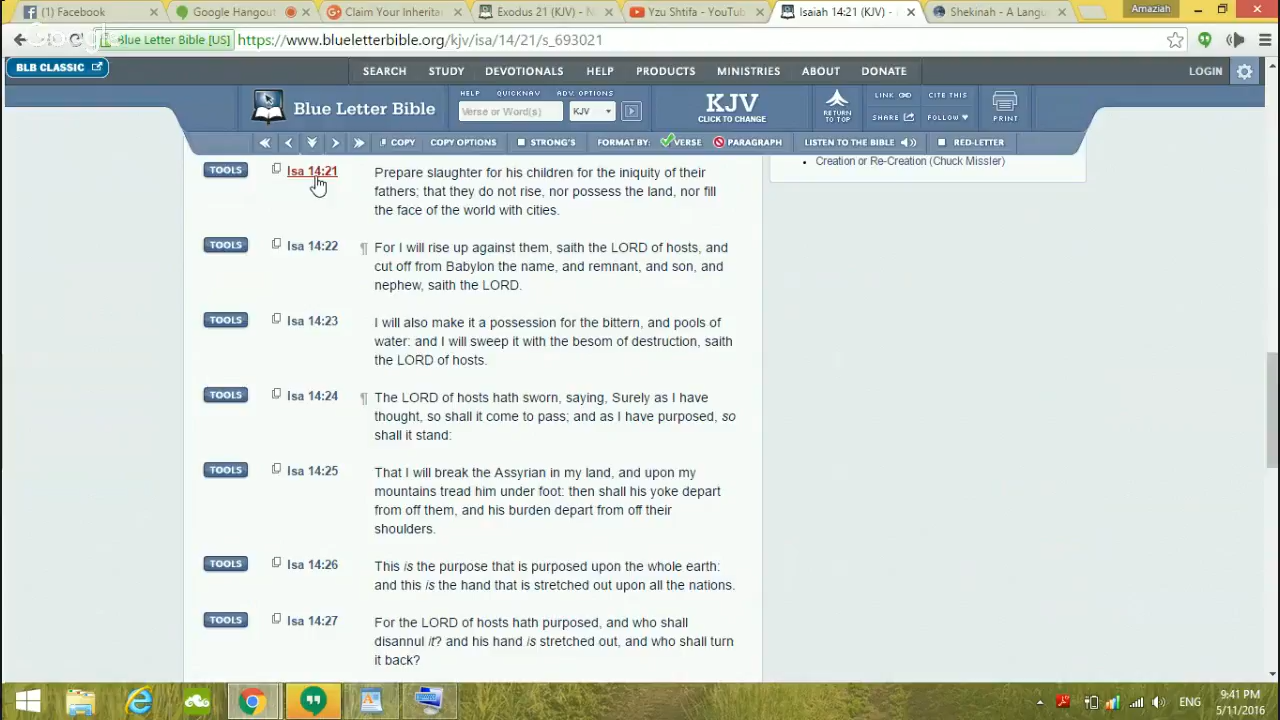 (1) Facebook
Google Hangout
Claim Your Inherit
Exodus 21 (KJV) - N
Yzu Shtifa - YouTub
Isaiah 14:21 (KJV) -
Shekinah - A Langu
Amaziah
Blue Letter Bible [US]
https://www.blueletterbible.org/kjv/isa/14/21/s_693021
BLB CLASSIC
SEARCH STUDY DEVOTIONALS HELP PRODUCTS MINISTRIES ABOUT DONATE
LOGIN
Blue Letter Bible
HELP QUICKNAV ADV. OPTIONS
Verse or Word(s)
KJV
KJV
CLICK TO CHANGE
RETURN
TO TOP
LINK CITE THIS
SHARE FOLLOW
PRINT
COPY COPY OPTIONS STRONG'S FORMAT BY: VERSE PARAGRAPH LISTEN TO THE BIBLE RED-LETTER
Creation or Re-Creation (Chuck Missler)
TOOLS Isa 14:21 Prepare slaughter for his children for the iniquity of their
fathers; that they do not rise, nor possess the land, nor fill
the face of the world with cities.
TOOLS Isa 14:22 ¶ For I will rise up against them, saith the LORD of hosts, and
cut off from Babylon the name, and remnant, and son, and
nephew, saith the LORD.
TOOLS Isa 14:23 I will also make it a possession for the bittern, and pools of
water: and I will sweep it with the besom of destruction, saith
the LORD of hosts.
TOOLS Isa 14:24 ¶ The LORD of hosts hath sworn, saying, Surely as I have
thought, so shall it come to pass; and as I have purposed, so
shall it stand:
TOOLS Isa 14:25 That I will break the Assyrian in my land, and upon my
mountains tread him under foot: then shall his yoke depart
from off them, and his burden depart from off their
shoulders.
TOOLS Isa 14:26 This is the purpose that is purposed upon the whole earth:
and this is the hand that is stretched out upon all the nations.
TOOLS Isa 14:27 For the LORD of hosts hath purposed, and who shall
disannul it? and his hand is stretched out, and who shall turn
it back?
ENG
9:41 PM
5/11/2016